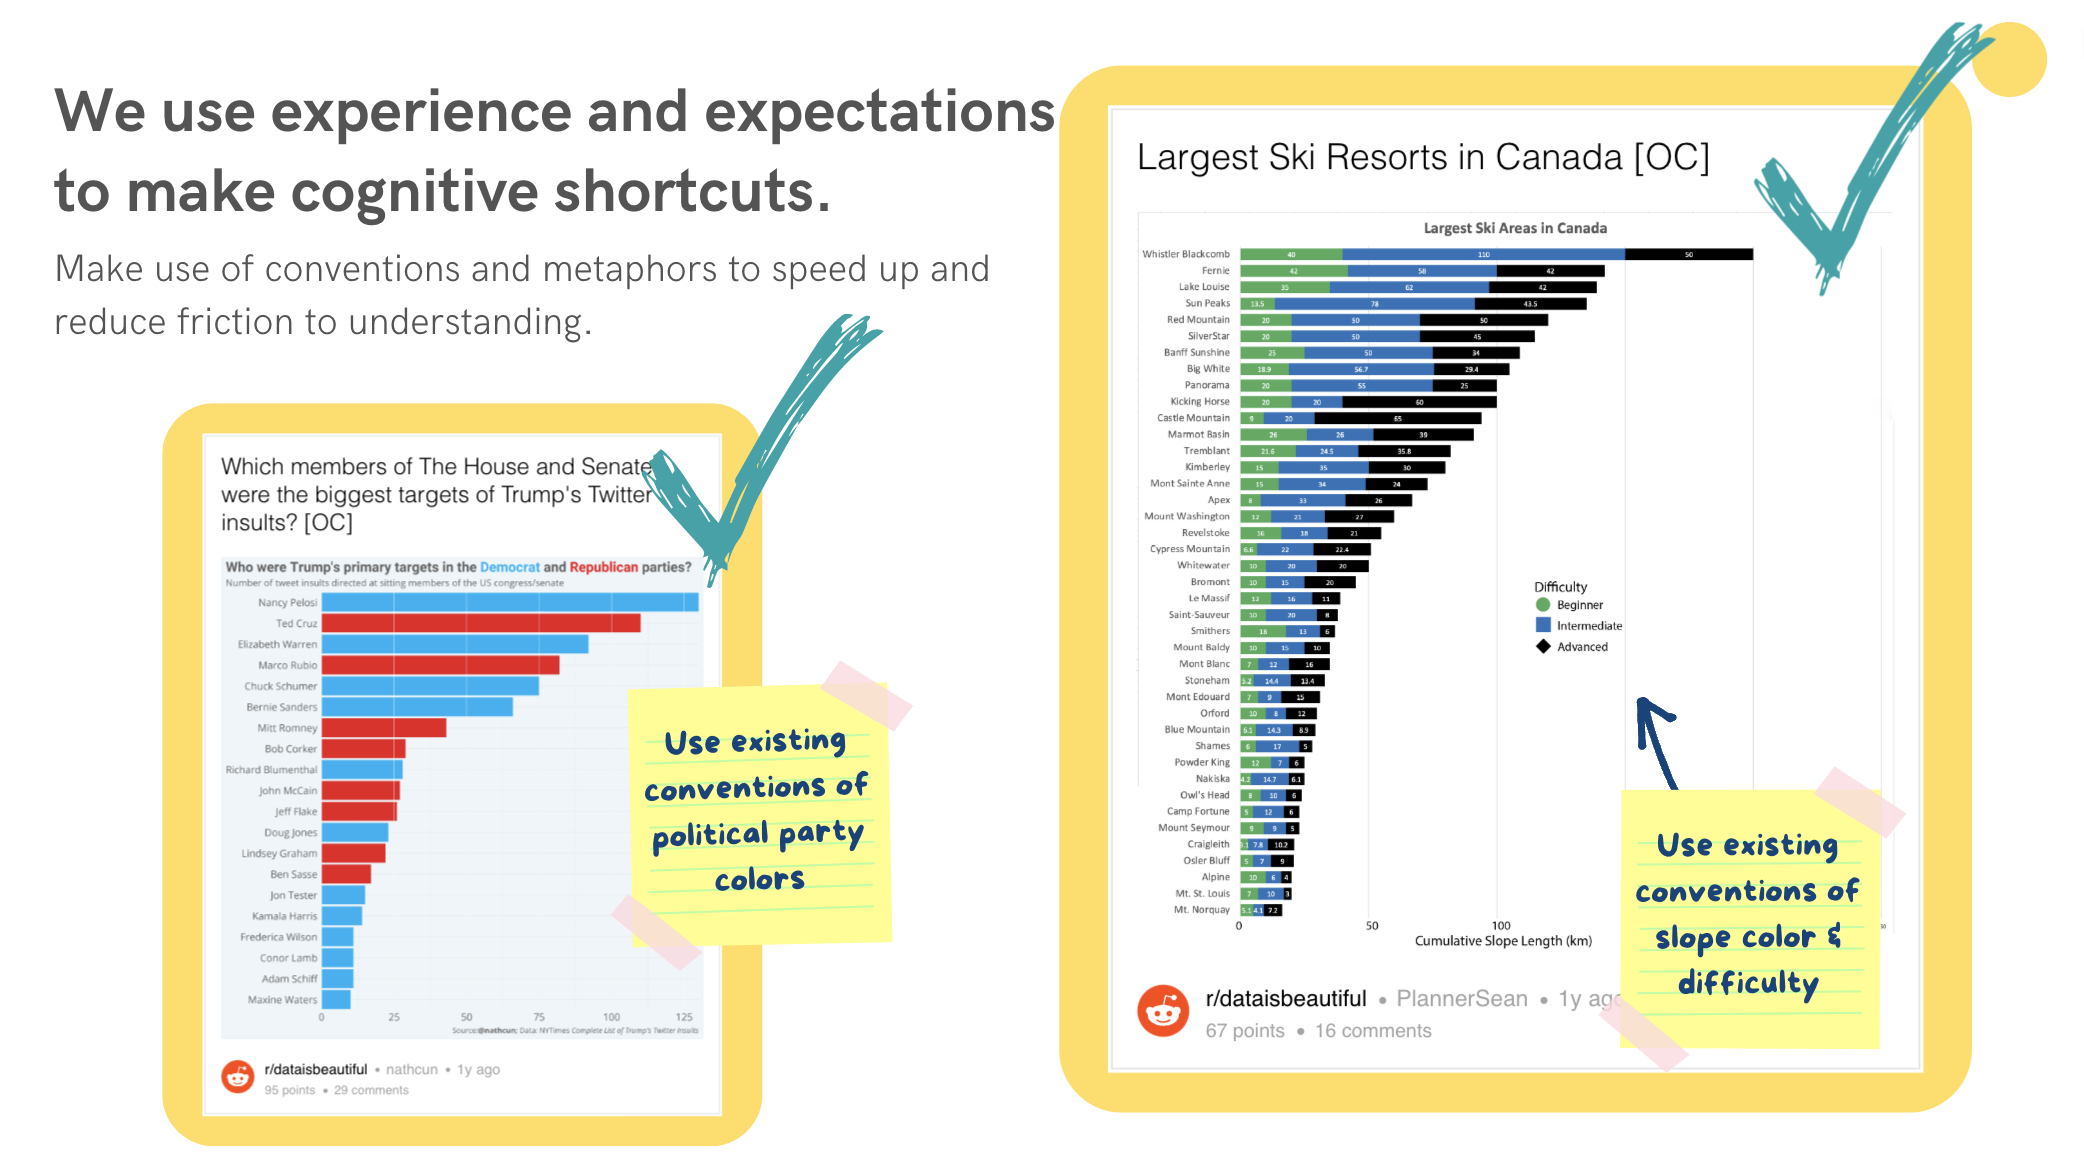 We use experience and expectations
to make cognitive shortcuts.
Make use of conventions and metaphors to speed up and
reduce friction to understanding.
Which members of The House and Senate
were the biggest targets of Trump's Twitter
insults? [OC]
Who were Trump's primary targets in the Democrat and Republican parties?
Number of tweet insults directed at sitting members of the US congress/senate
Nancy Pelosi
Ted Cruz
Elizabeth Warren
Marco Rubio
Chuck Schumer
Bernie Sanders
Mitt Romney
Bob Corker
Richard Blumenthal
John McCain
Jeff Flake
Doug Jones
Lindsey Graham
Ben Sasse
Jon Tester
Kamala Harris
Frederica Wilson
Conor Lamb
Adam Schiff
Maxine Waters
0 25 50 75 100 125
Source:@nathcun; Data: NYTimes Complete List of Trump's Twitter Insults
r/dataisbeautiful • nathcun • 1y ago
95 points • 29 comments
Use existing
conventions of
political party
colors
Largest Ski Resorts in Canada [OC]
Largest Ski Areas in Canada
Whistler Blackcomb 40 110 50
Fernie 42 58 42
Lake Louise 35 62 42
Sun Peaks 13.5 78 43.5
Red Mountain 20 50 50
SilverStar 20 50 45
Banff Sunshine 25 50 34
Big White 18.9 56.7 29.4
Panorama 20 55 25
Kicking Horse 20 20 60
Castle Mountain 9 20 65
Marmot Basin 26 26 39
Tremblant 21.6 24.5 35.8
Kimberley 15 35 30
Mont Sainte Anne 15 34 24
Apex 8 33 26
Mount Washington 12 21 27
Revelstoke 16 18 21
Cypress Mountain 6.6 22 22.4
Whitewater 10 20 20
Bromont 10 15 20
Le Massif 12 16 11
Saint-Sauveur 10 20 8
Smithers 18 13 6
Mount Baldy 10 15 10
Mont Blanc 7 12 16
Stoneham 5.2 14.4 13.4
Mont Edouard 7 9 15
Orford 10 8 12
Blue Mountain 6.1 14.3 8.9
Shames 6 17 5
Powder King 12 7 6
Nakiska 4.2 14.7 6.1
Owl's Head 8 10 6
Camp Fortune 5 12 6
Mount Seymour 9 9 5
Craigleith 3.1 7.8 10.2
Osler Bluff 5 7 9
Alpine 10 6 4
Mt. St. Louis 7 10 3
Mt. Norquay 5.1 4.1 7.2
0 50 100
Cumulative Slope Length (km)
Difficulty
Beginner
Intermediate
Advanced
r/dataisbeautiful • PlannerSean • 1y ago
67 points • 16 comments
Use existing
conventions of
slope color &
difficulty